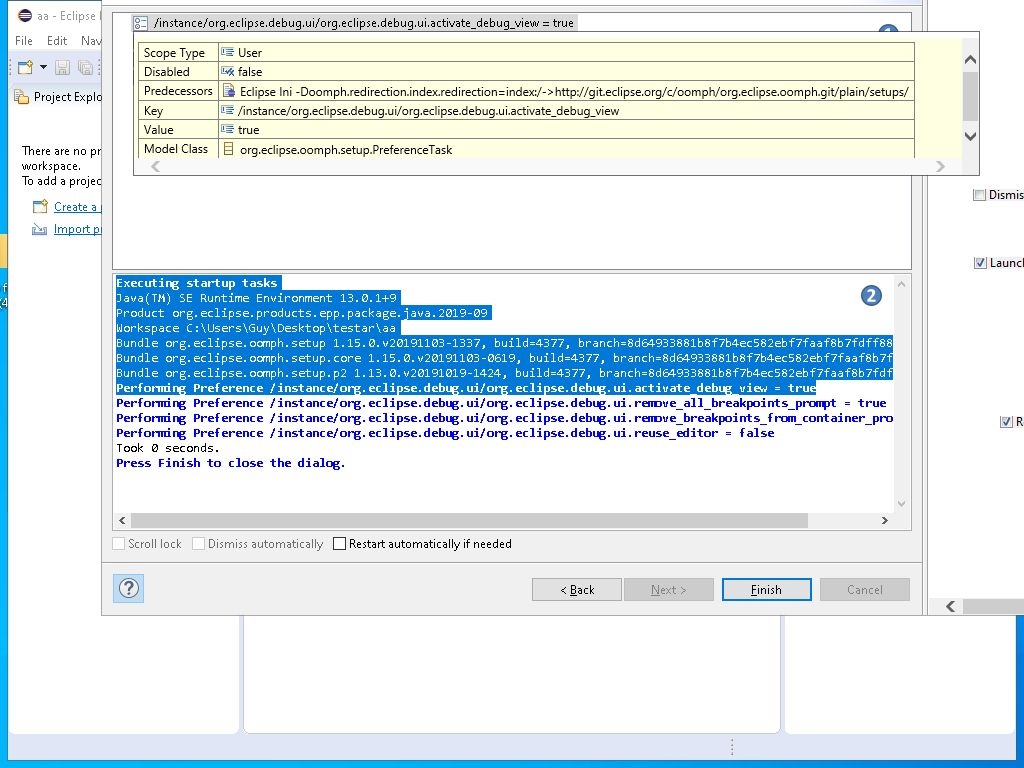 aa - Eclipse
File Edit Nav
Project Explo
There are no pr
workspace.
To add a projec
Create a
Import pr
/instance/org.eclipse.debug.ui/org.eclipse.debug.ui.activate_debug_view = true
Scope Type User
Disabled false
Predecessors Eclipse Ini -Doomph.redirection.index.redirection=index:/->http://git.eclipse.org/c/oomph/org.eclipse.oomph.git/plain/setups/
Key /instance/org.eclipse.debug.ui/org.eclipse.debug.ui.activate_debug_view
Value true
Model Class org.eclipse.oomph.setup.PreferenceTask
Dismis
Launch
R
2
Executing startup tasks
Java(TM) SE Runtime Environment 13.0.1+9
Product org.eclipse.products.epp.package.java.2019-09
Workspace C:\Users\Guy\Desktop\testar\aa
Bundle org.eclipse.oomph.setup 1.15.0.v20191103-1337, build=4377, branch=8d64933881b8f7b4ec582ebf7faaf8b7fdff88
Bundle org.eclipse.oomph.setup.core 1.15.0.v20191103-0619, build=4377, branch=8d64933881b8f7b4ec582ebf7faaf8b7f
Bundle org.eclipse.oomph.setup.p2 1.13.0.v20191019-1424, build=4377, branch=8d64933881b8f7b4ec582ebf7faaf8b7fdf
Performing Preference /instance/org.eclipse.debug.ui/org.eclipse.debug.ui.activate_debug_view = true
Performing Preference /instance/org.eclipse.debug.ui/org.eclipse.debug.ui.remove_all_breakpoints_prompt = true
Performing Preference /instance/org.eclipse.debug.ui/org.eclipse.debug.ui.remove_breakpoints_from_container_pro
Performing Preference /instance/org.eclipse.debug.ui/org.eclipse.debug.ui.reuse_editor = false
Took 0 seconds.
Press Finish to close the dialog.
Scroll lock Dismiss automatically Restart automatically if needed
? < Back Next > Finish Cancel